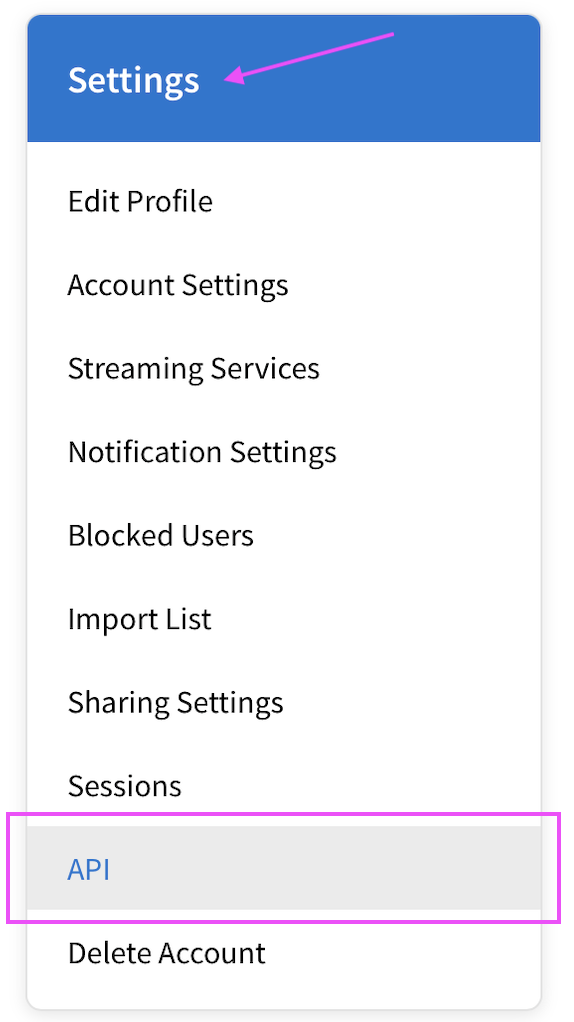 Settings
Edit Profile
Account Settings
Streaming Services
Notification Settings
Blocked Users
Import List
Sharing Settings
Sessions
API
Delete Account